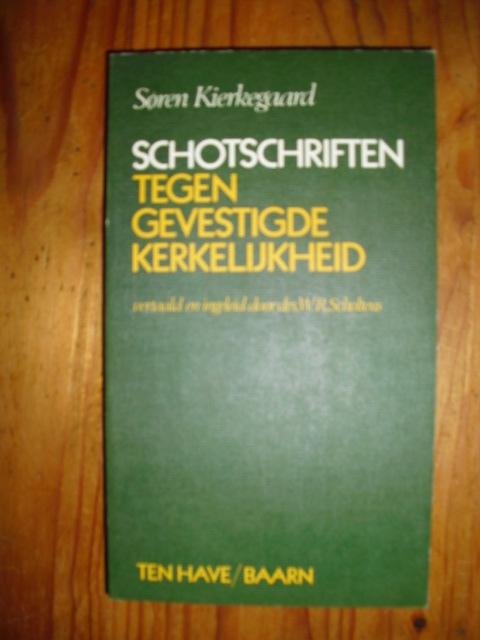 Søren Kierkegaard
SCHOTSCHRIFTEN
TEGEN
GEVESTIGDE
KERKELIJKHEID
vertaald en ingeleid door drs. W.R. Scholtens
TEN HAVE/BAARN